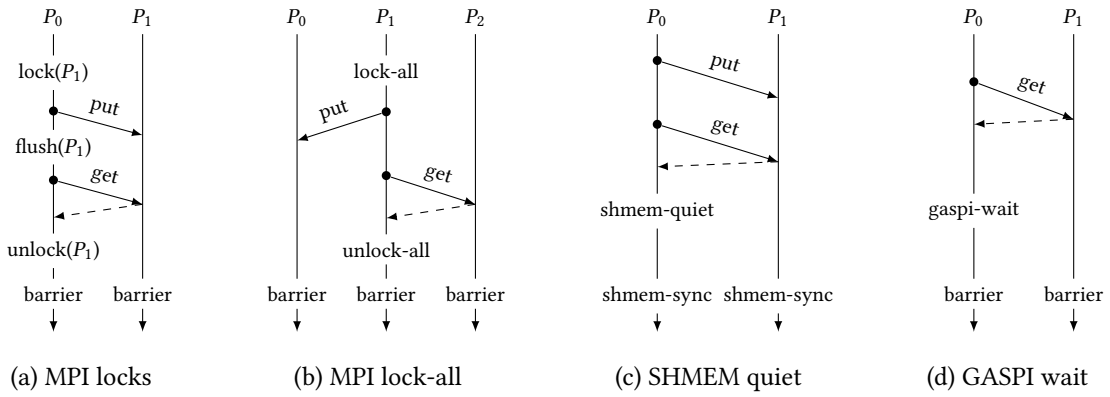 P0 P1
lock(P1)
put
flush(P1)
get
unlock(P1)
barrier barrier
(a) MPI locks
P0 P1 P2
lock-all
put
get
unlock-all
barrier barrier barrier
(b) MPI lock-all
P0 P1
put
get
shmem-quiet
shmem-sync shmem-sync
(c) SHMEM quiet
P0 P1
get
gaspi-wait
barrier barrier
(d) GASPI wait